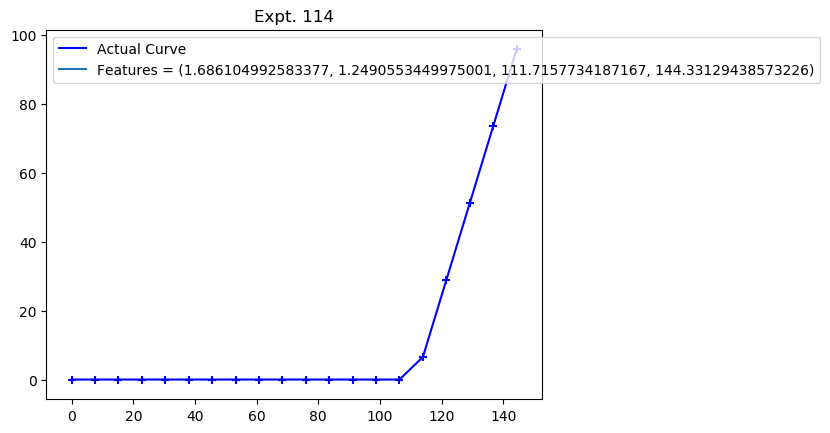 Expt. 114
Actual Curve
Features = (1.686104992583377, 1.2490553449975001, 111.7157734187167, 144.33129438573226)
100
80
60
40
20
0
0 20 40 60 80 100 120 140